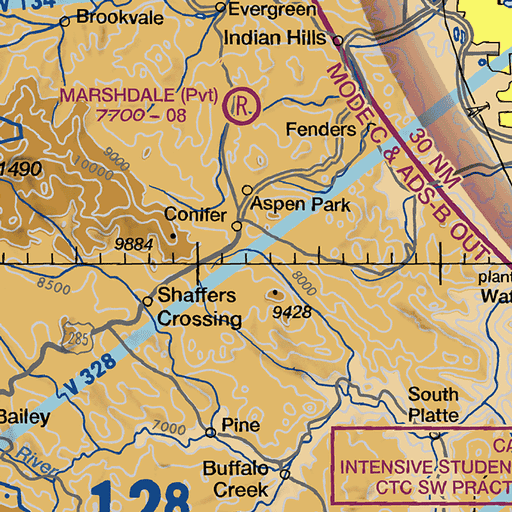 V 134
Brookvale
Evergreen
Indian Hills
MARSHDALE (Pvt)
7700 - 08
R
Fenders
30 NM
MODE C & ADS-B OUT
11490
10000
9000
Aspen Park
Conifer
9884
8500
8000
Shaffers
Crossing
9428
285
V 328
South
Platte
Bailey
River
7000
Pine
Buffalo
Creek
128
INTENSIVE STUDEN
CTC SW PRACT
CA
plant
Wat